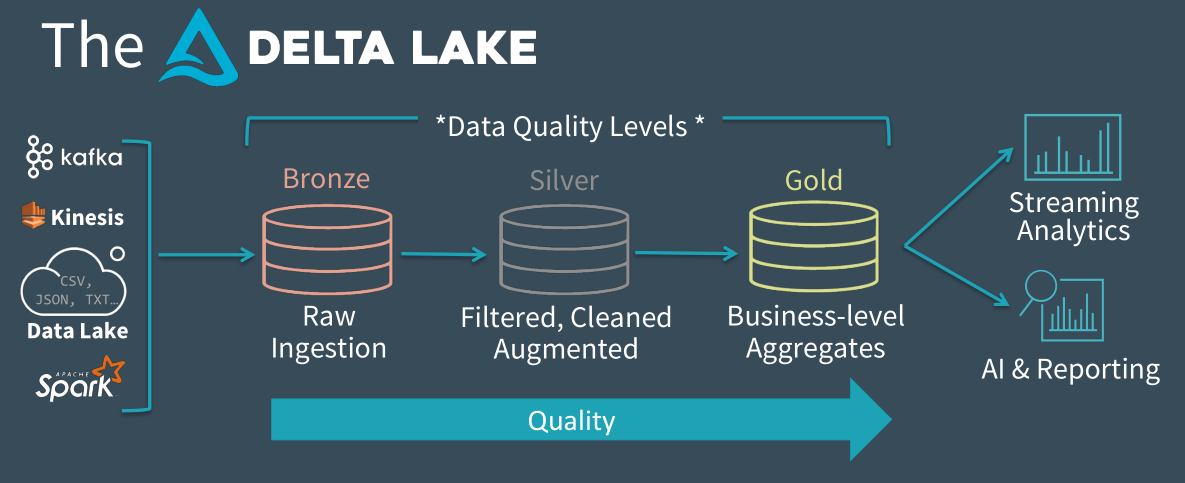 The DELTA LAKE
*Data Quality Levels *
kafka
Kinesis
CSV,
JSON, TXT...
Data Lake
APACHE
Spark
Bronze
Raw
Ingestion
Silver
Filtered, Cleaned
Augmented
Gold
Business-level
Aggregates
Streaming
Analytics
AI & Reporting
Quality